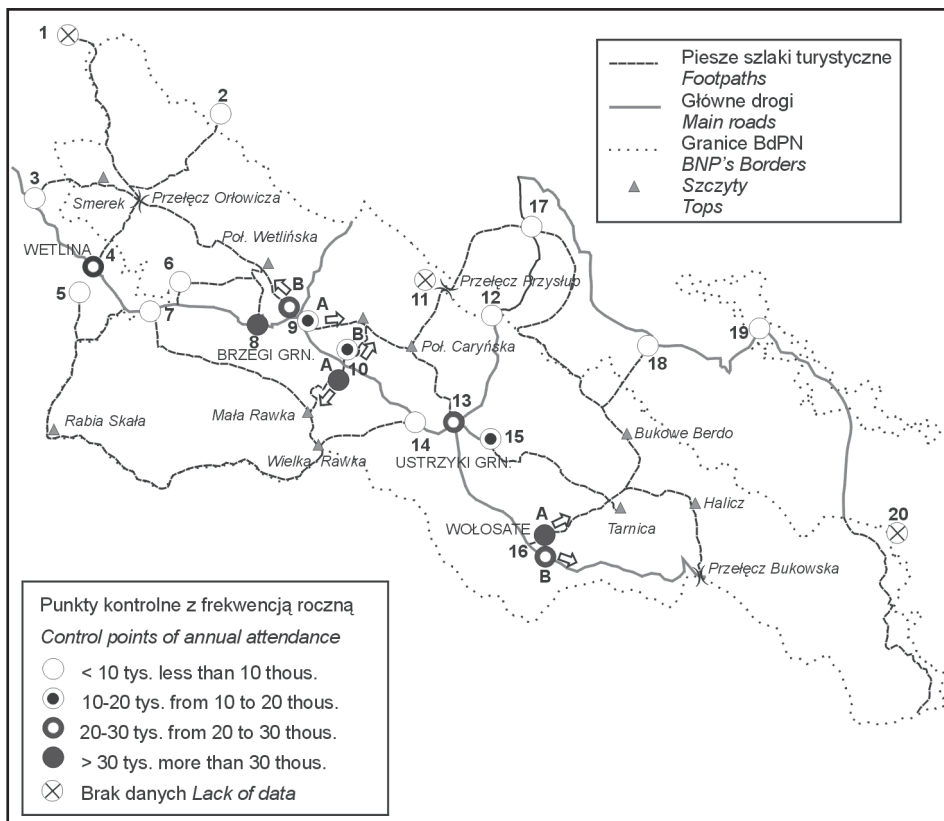 1
2
3
Smerek
Przełęcz Orłowicza
WETLINA
4
Poł. Wetlińska
5
6
7
8
BRZEGI GRN.
B
A
9
B
A
10
11
Przełęcz Przysłup
12
Poł. Caryńska
17
18
19
Rabia Skała
Mała Rawka
Wielka Rawka
14
13
15
USTRZYKI GRN.
Bukowe Berdo
WOŁOSATE
A
16
B
Tarnica
Halicz
Przełęcz Bukowska
20
Piesze szlaki turystyczne
Footpaths
Główne drogi
Main roads
Granice BdPN
BNP's Borders
Szczyty
Tops
Punkty kontrolne z frekwencją roczną
Control points of annual attendance
< 10 tys. less than 10 thous.
10-20 tys. from 10 to 20 thous.
20-30 tys. from 20 to 30 thous.
> 30 tys. more than 30 thous.
Brak danych Lack of data